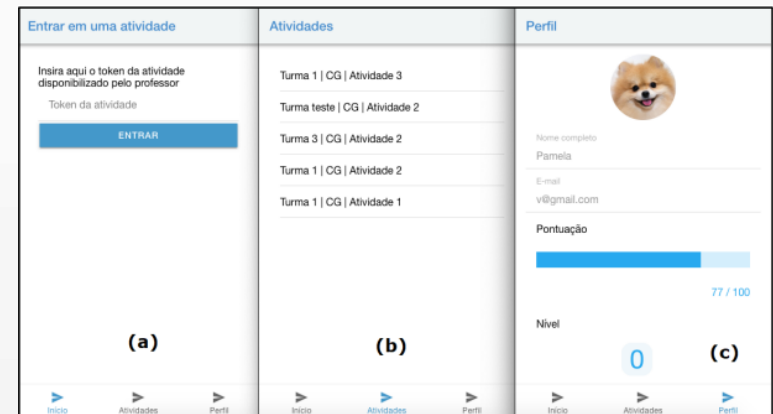 Entrar em uma atividade
Insira aqui o token da atividade
disponibilizado pelo professor
Token da atividade
ENTRAR
(a)
Início
Atividades
Perfil
Atividades
Turma 1 | CG | Atividade 3
Turma teste | CG | Atividade 2
Turma 3 | CG | Atividade 2
Turma 1 | CG | Atividade 2
Turma 1 | CG | Atividade 1
(b)
Início
Atividades
Perfil
Perfil
Nome completo
Pamela
E-mail
v@gmail.com
Pontuação
77 / 100
Nível
0
(c)
Início
Atividades
Perfil